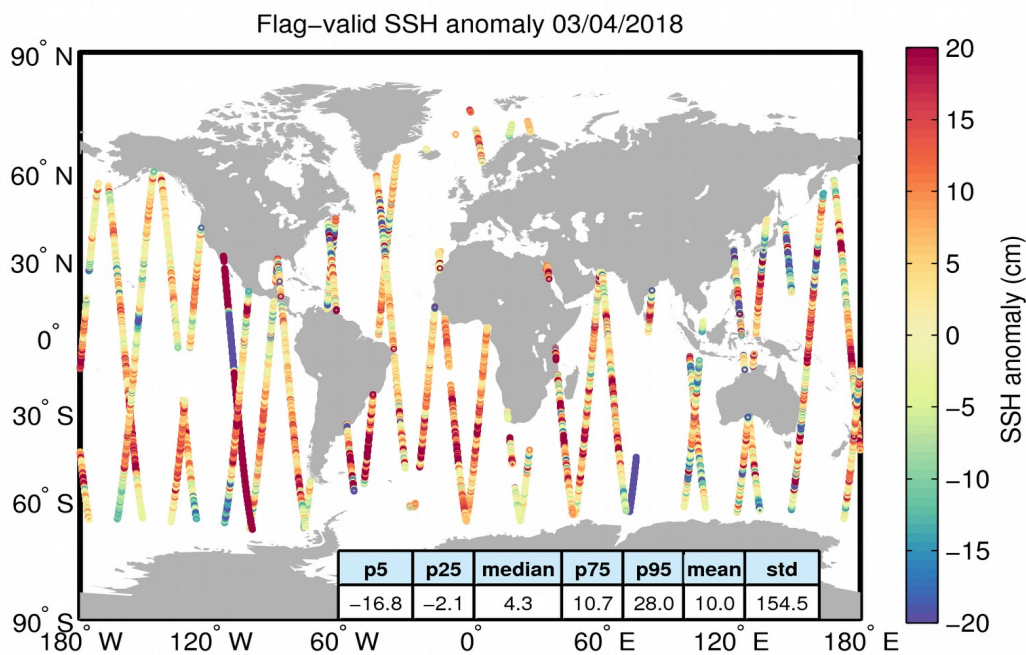 Flag−valid SSH anomaly 03/04/2018
90° N
60° N
30° N
0°
30° S
60° S
90° S
180° W 120° W 60° W 0° 60° E 120° E 180° E
p5 p25 median p75 p95 mean std
−16.8 −2.1 4.3 10.7 28.0 10.0 154.5
20
15
10
5
0
−5
−10
−15
−20
SSH anomaly (cm)